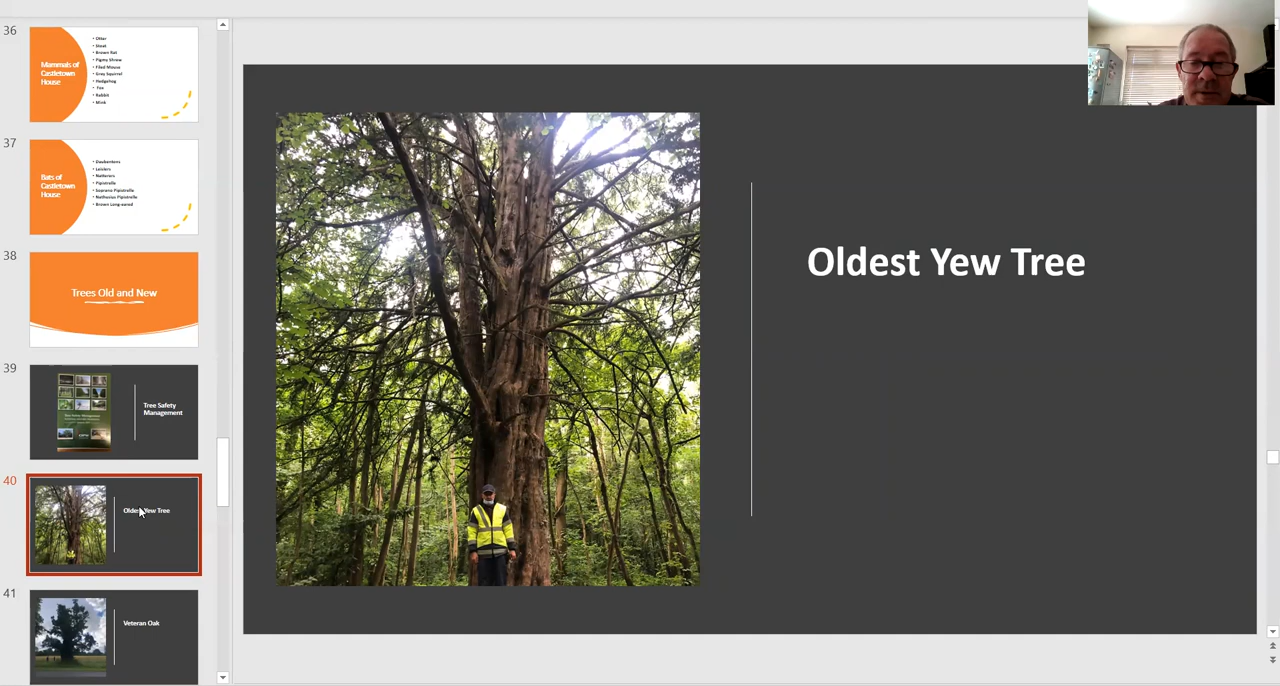 36
Mammals of
Castletown
House
• Otter
• Stoat
• Brown Rat
• Pigmy Shrew
• Filed Mouse
• Grey Squirrel
• Hedgehog
• Fox
• Rabbit
• Mink
37
Bats of
Castletown
House
• Daubentons
• Leislers
• Natterers
• Pipistrelle
• Soprano Pipistrelle
• Nathusius Pipistrelle
• Brown Long-eared
38
Trees Old and New
39
Tree Safety
Management
40
Oldest Yew Tree
41
Veteran Oak
Oldest Yew Tree